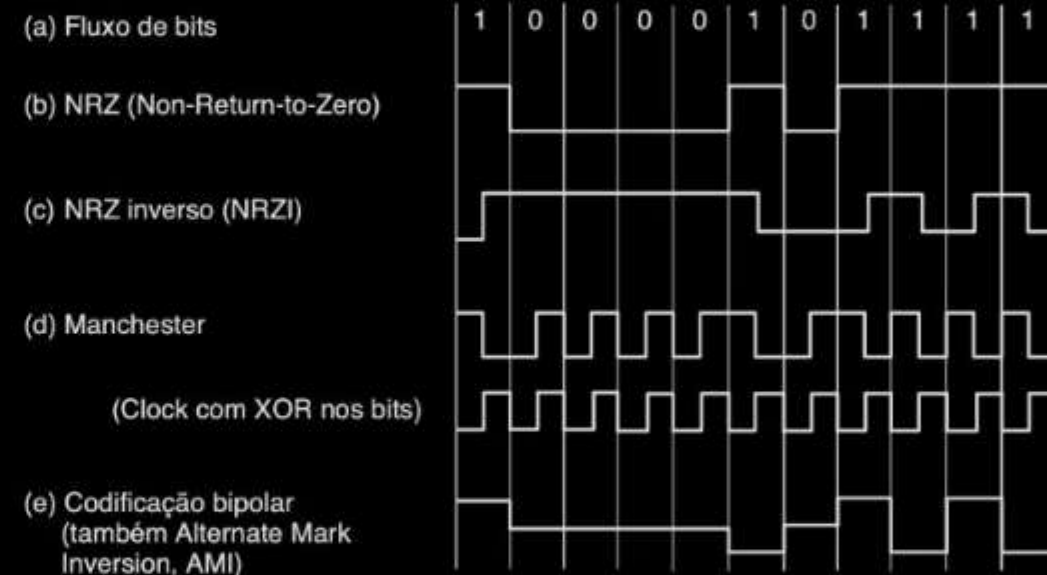 (a) Fluxo de bits 1 0 0 0 0 1 0 1 1 1 1
(b) NRZ (Non-Return-to-Zero)
(c) NRZ inverso (NRZI)
(d) Manchester
(Clock com XOR nos bits)
(e) Codificação bipolar
(também Alternate Mark
Inversion, AMI)